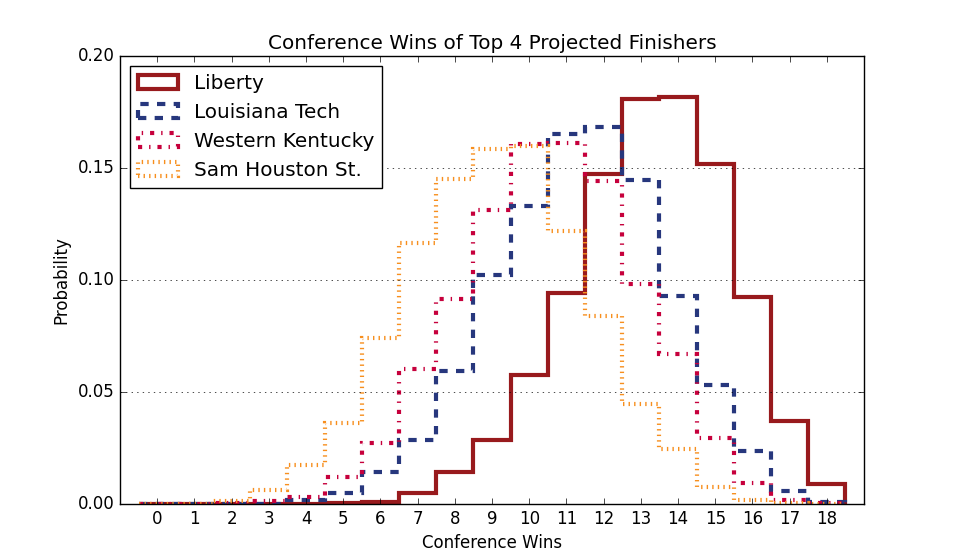 Conference Wins of Top 4 Projected Finishers
0.20
Liberty
Louisiana Tech
Western Kentucky
Sam Houston St.
0.15
0.10
0.05
0.00
Probability
0 1 2 3 4 5 6 7 8 9 10 11 12 13 14 15 16 17 18
Conference Wins